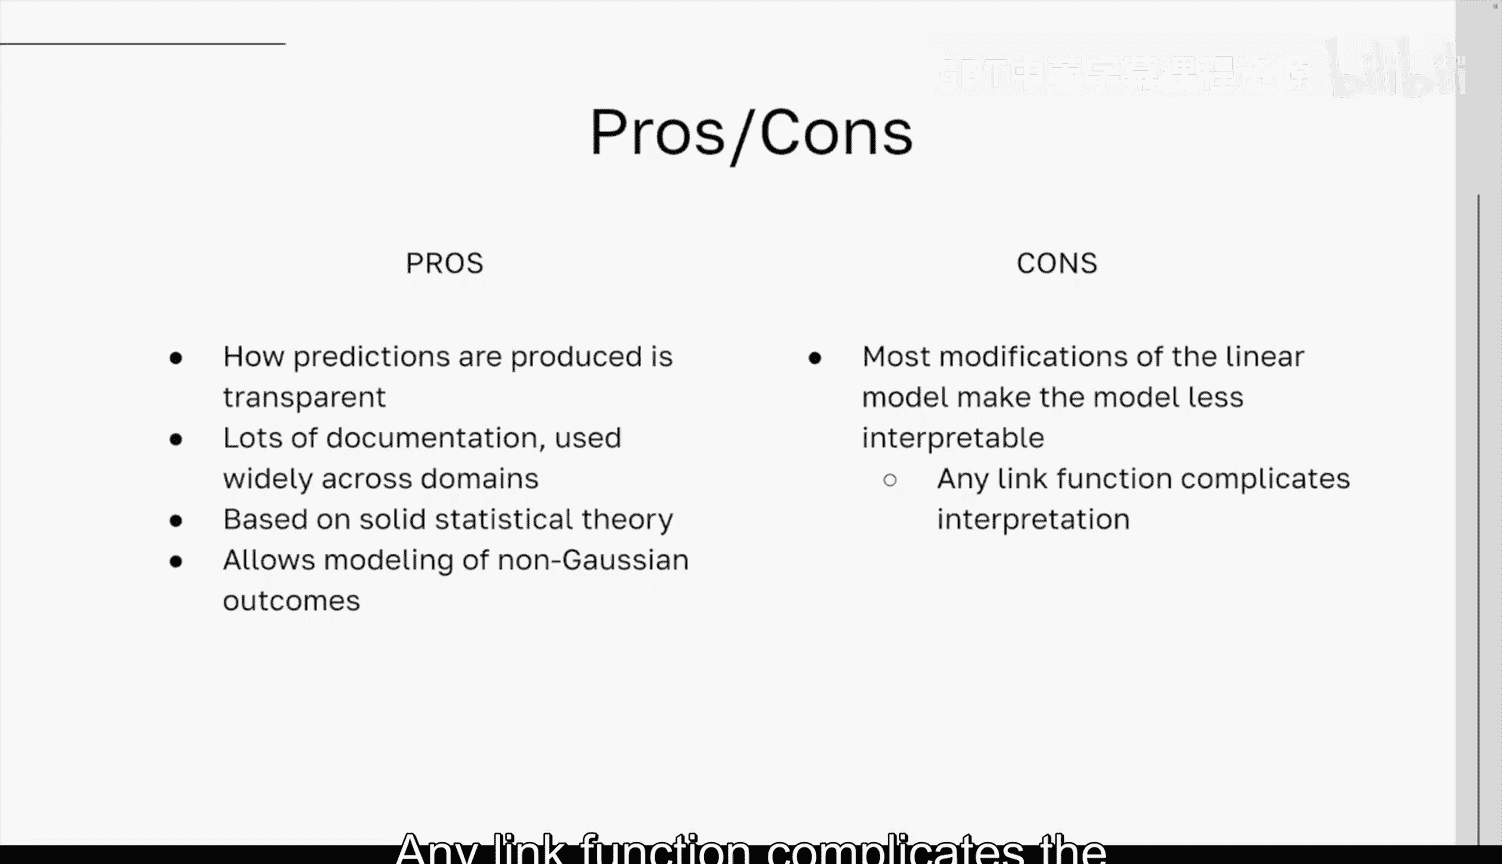 Pros/Cons
PROS
● How predictions are produced is
transparent
● Lots of documentation, used
widely across domains
● Based on solid statistical theory
● Allows modeling of non-Gaussian
outcomes
CONS
● Most modifications of the linear
model make the model less
interpretable
○ Any link function complicates
interpretation
Any link function complicates the